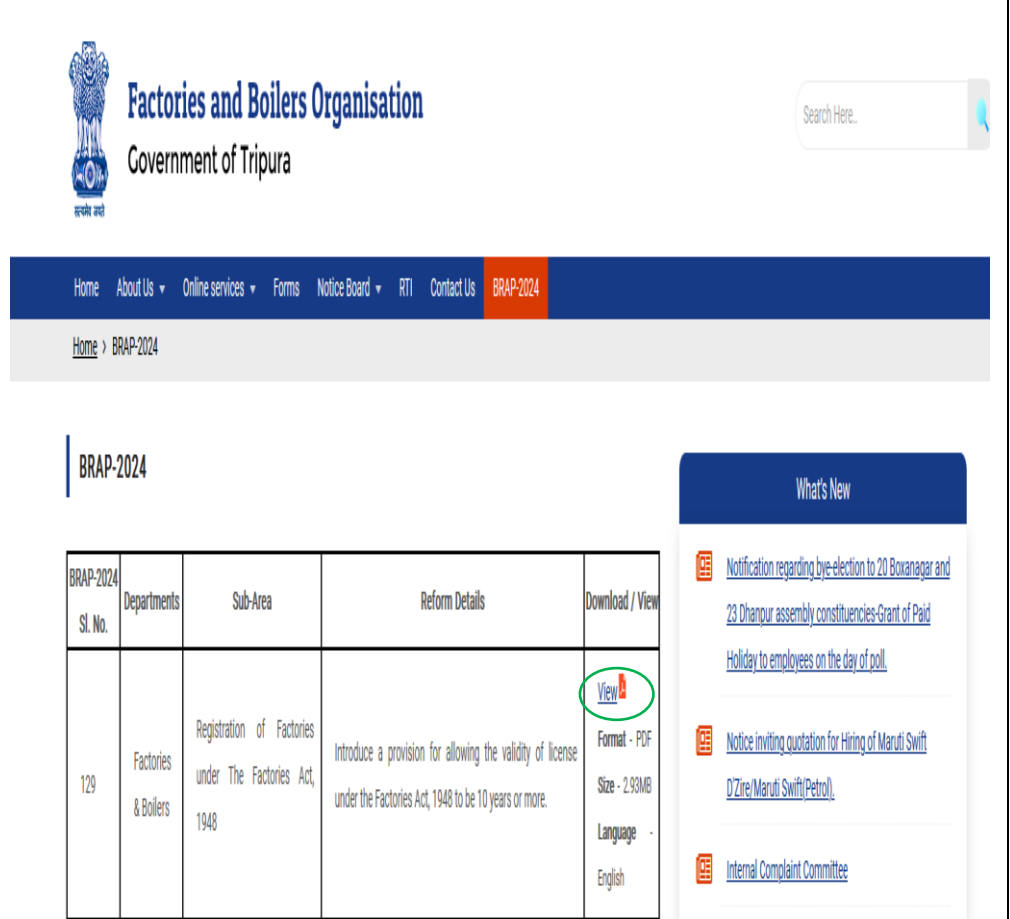 Factories and Boilers Organisation
Government of Tripura
सत्यमेव जयते
Search Here..
Home About Us Online services Forms Notice Board RTI Contact Us BRAP-2024
Home > BRAP-2024
BRAP-2024
BRAP-2024
Sl. No.
Departments
Sub-Area
Reform Details
Download / View
129
Factories
& Boilers
Registration of Factories
under The Factories Act,
1948
Introduce a provision for allowing the validity of license
under the Factories Act, 1948 to be 10 years or more.
View
Format - PDF
Size - 2.93MB
Language -
English
What's New
Notification regarding bye-election to 20 Boxanagar and
23 Dhanpur assembly constituencies-Grant of Paid
Holiday to employees on the day of poll.
Notice inviting quotation for Hiring of Maruti Swift
D'Zire/Maruti Swift(Petrol).
Internal Complaint Committee